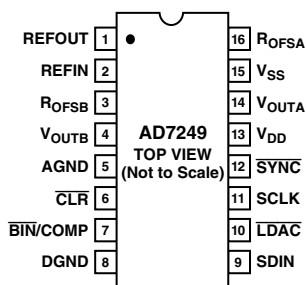 REFOUT 1
REFIN 2
ROFSB 3
VOUTB 4
AGND 5
CLR 6
BIN/COMP 7
DGND 8
AD7249
TOP VIEW
(Not to Scale)
16 ROFSA
15 VSS
14 VOUTA
13 VDD
12 SYNC
11 SCLK
10 LDAC
9 SDIN